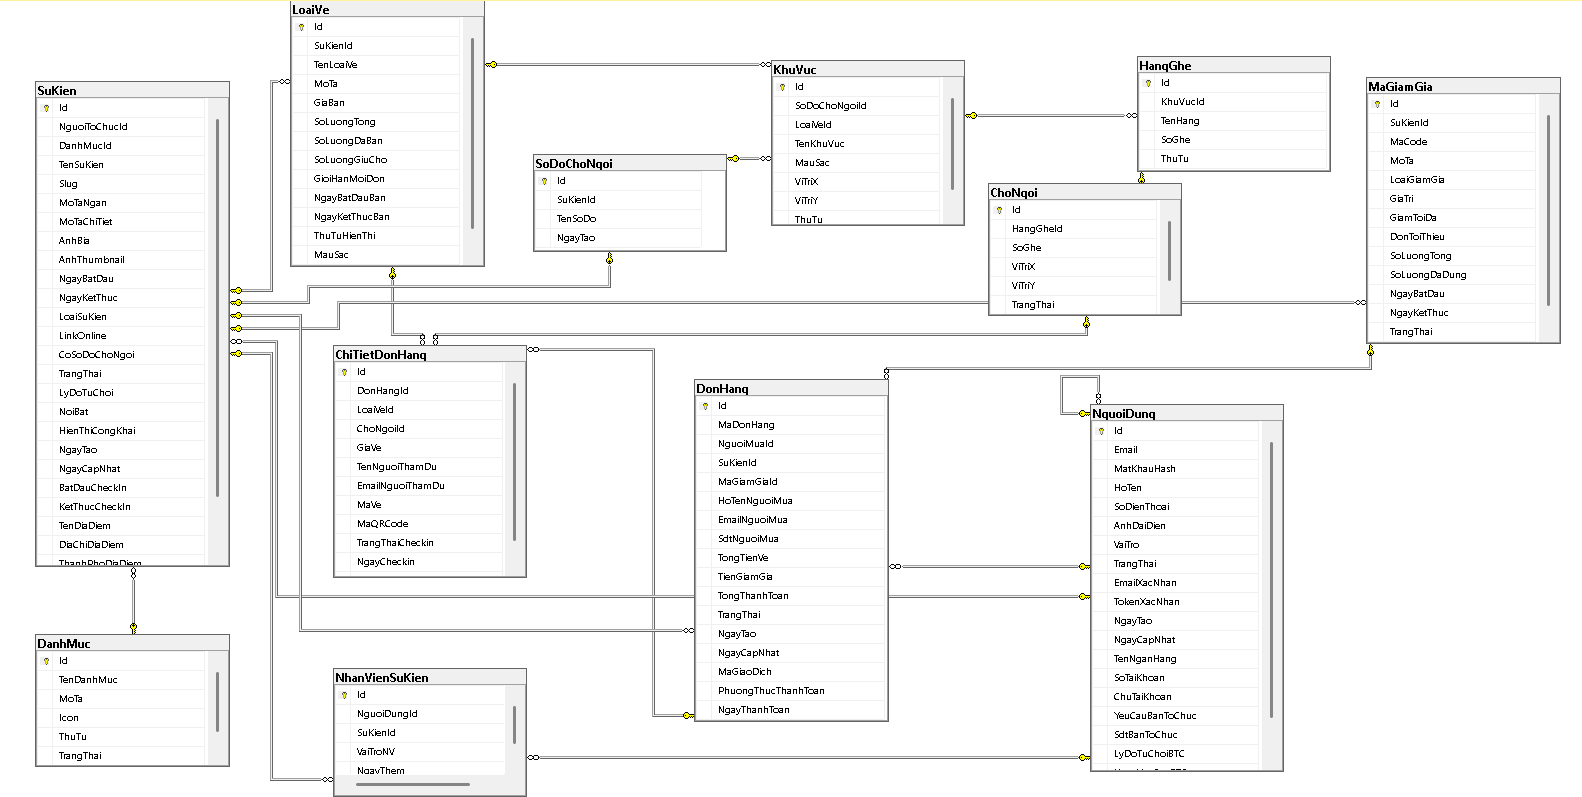 LoaiVe
Id
SuKienId
TenLoaiVe
MoTa
GiaBan
SoLuongTong
SoLuongDaBan
SoLuongGiuCho
GioiHanMoiDon
NgayBatDauBan
NgayKetThucBan
ThuTuHienThi
MauSac
KhuVuc
Id
SoDoChoNgoiId
LoaiVeId
TenKhuVuc
MauSac
ViTriX
ViTriY
ThuTu
HangGhe
Id
KhuVucId
TenHang
SoGhe
ThuTu
MaGiamGia
Id
SuKienId
MaCode
MoTa
LoaiGiamGia
GiaTri
GiamToiDa
DonToiThieu
SoLuongTong
SoLuongDaDung
NgayBatDau
NgayKetThuc
TrangThai
SuKien
Id
NguoiToChucId
DanhMucId
TenSuKien
Slug
MoTaNgan
MoTaChiTiet
AnhBia
AnhThumbnail
NgayBatDau
NgayKetThuc
LoaiSuKien
LinkOnline
CoSoDoChoNgoi
TrangThai
LyDoTuChoi
NoiBat
HienThiCongKhai
NgayTao
NgayCapNhat
BatDauCheckIn
KetThucCheckIn
TenDiaDiem
DiaChiDiaDiem
ThanhPhoDiaDiem
SoDoChoNgoi
Id
SuKienId
TenSoDo
NgayTao
ChoNgoi
Id
HangGheId
SoGhe
ViTriX
ViTriY
TrangThai
ChiTietDonHang
Id
DonHangId
LoaiVeId
ChoNgoiId
GiaVe
TenNguoiThamDu
EmailNguoiThamDu
MaVe
MaQRCode
TrangThaiCheckin
NgayCheckin
DonHang
Id
MaDonHang
NguoiMuaId
SuKienId
MaGiamGiaId
HoTenNguoiMua
EmailNguoiMua
SdtNguoiMua
TongTienVe
TienGiamGia
TongThanhToan
TrangThai
NgayTao
NgayCapNhat
MaGiaoDich
PhuongThucThanhToan
NgayThanhToan
NguoiDung
Id
Email
MatKhauHash
HoTen
SoDienThoai
AnhDaiDien
VaiTro
TrangThai
EmailXacNhan
TokenXacNhan
NgayTao
NgayCapNhat
TenNganHang
SoTaiKhoan
ChuTaiKhoan
YeuCauBanToChuc
SdtBanToChuc
LyDoTuChoiBTC
DanhMuc
Id
TenDanhMuc
MoTa
Icon
ThuTu
TrangThai
NhanVienSuKien
Id
NguoiDungId
SuKienId
VaiTroNV
NgayThem